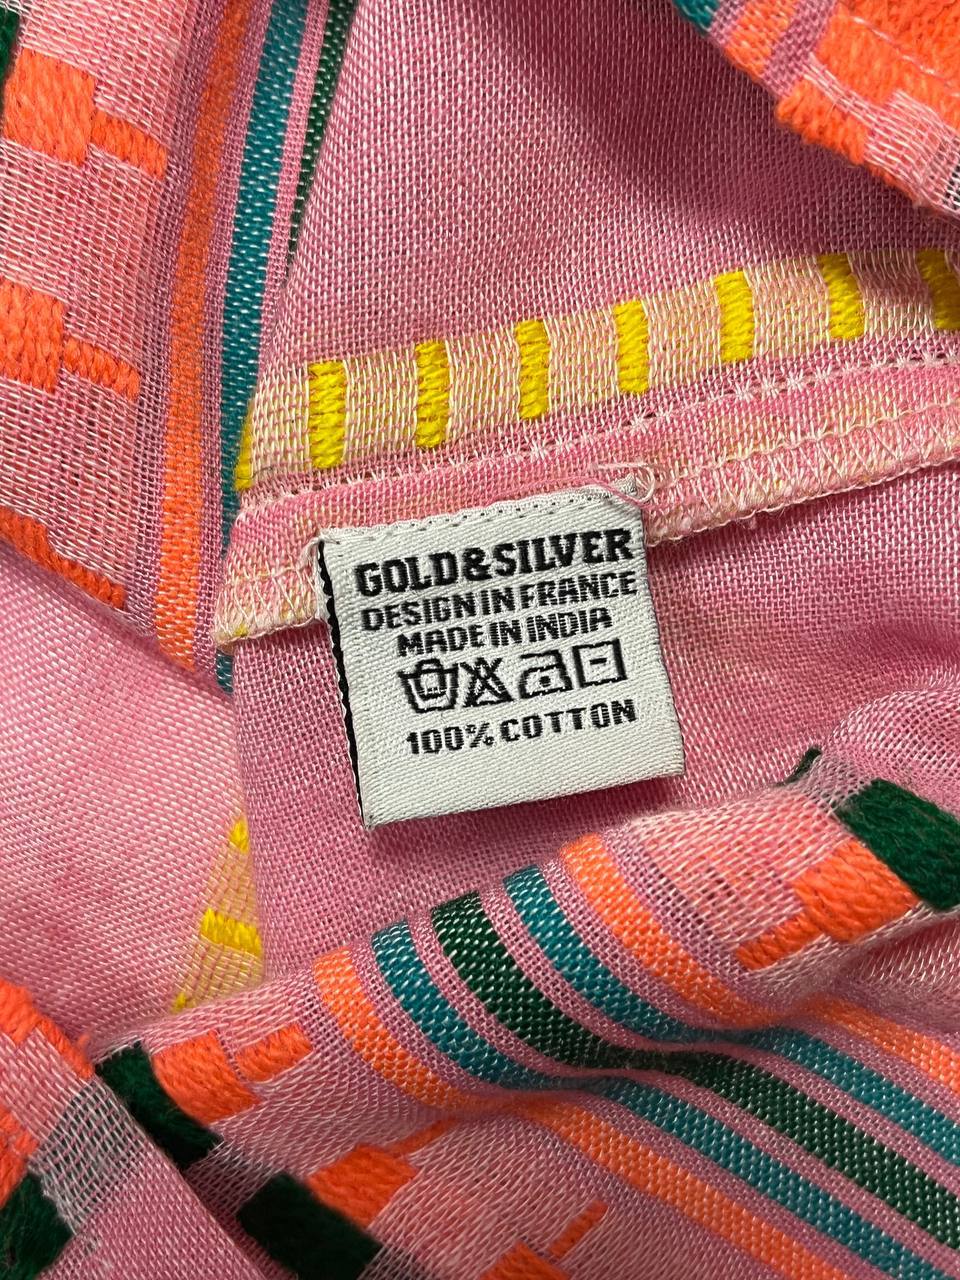 GOLD&SILVER
DESIGN IN FRANCE
MADE IN INDIA
100% COTTON